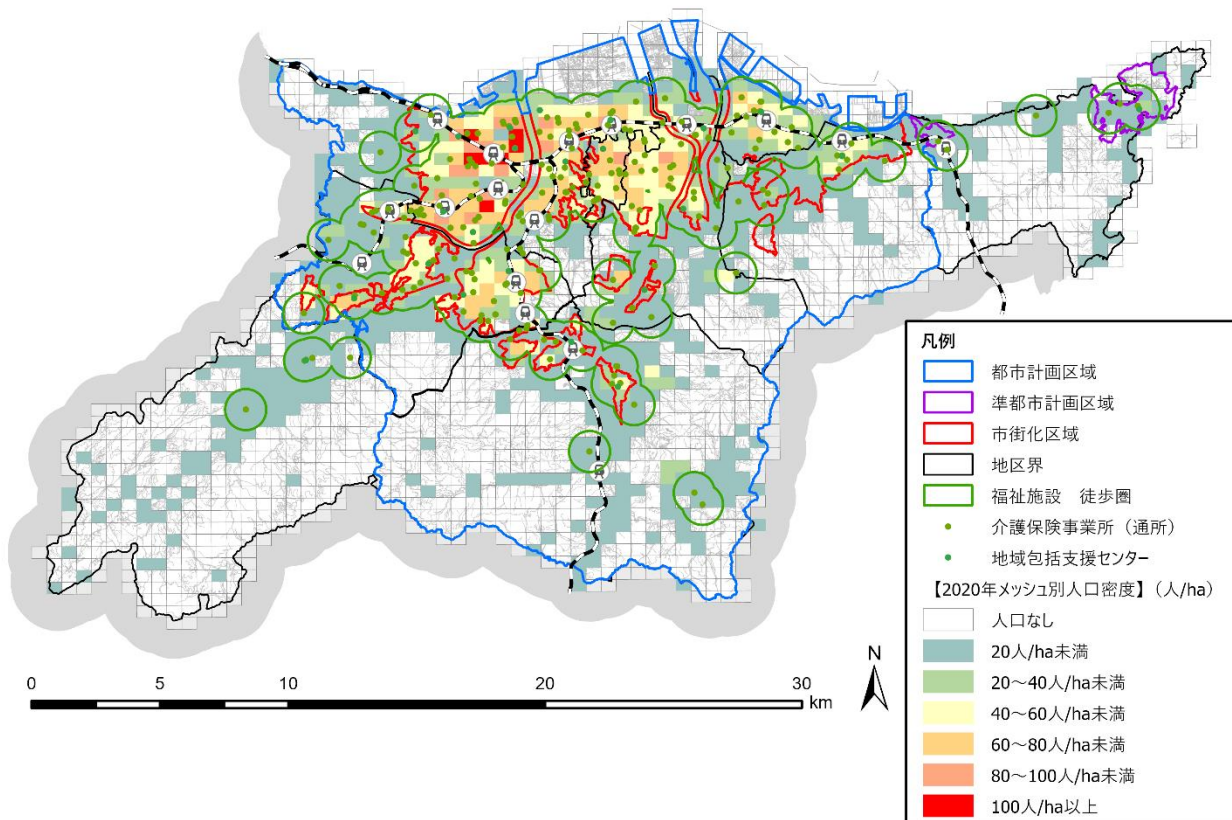 凡例
都市計画区域
準都市計画区域
市街化区域
地区界
福祉施設　徒歩圏
介護保険事業所（通所）
地域包括支援センター
【2020年メッシュ別人口密度】（人/ha）
人口なし
20人/ha未満
20～40人/ha未満
40～60人/ha未満
60～80人/ha未満
80～100人/ha未満
100人/ha以上
N
0 5 10 20 30
km